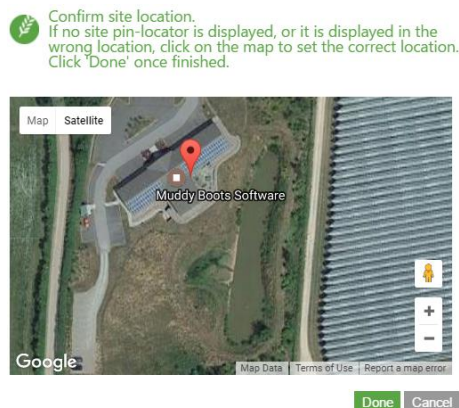 Confirm site location.
If no site pin-locator is displayed, or it is displayed in the
wrong location, click on the map to set the correct location.
Click 'Done' once finished.
Map Satellite
Muddy Boots Software
Google
Map Data Terms of Use Report a map error
Done Cancel